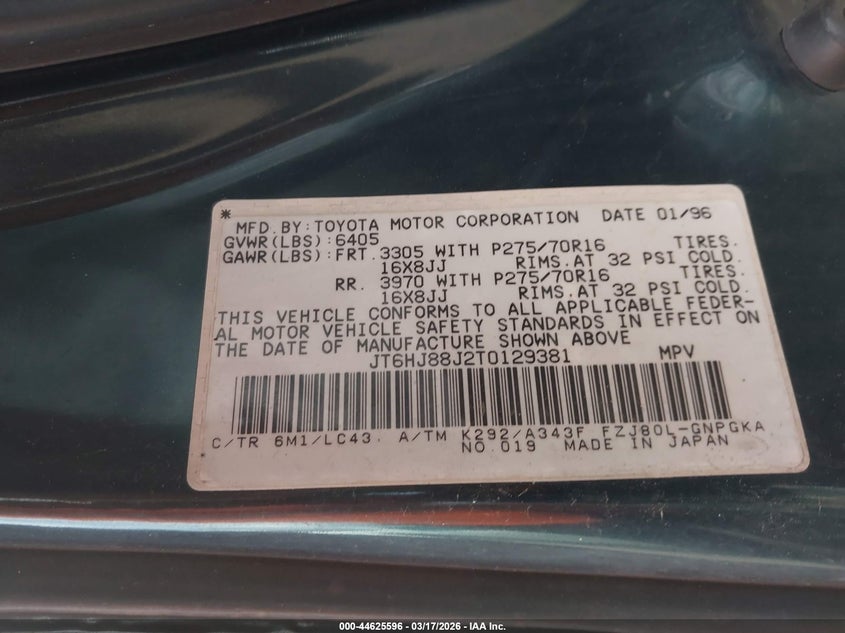 *
MFD.BY:TOYOTA MOTOR CORPORATION DATE 01/96
GVWR(LBS):6405
GAWR(LBS):FRT.3305 WITH P275/70R16 TIRES.
16X8JJ RIMS.AT 32 PSI COLD.
RR. 3970 WITH P275/70R16 TIRES.
16X8JJ RIMS.AT 32 PSI COLD.
THIS VEHICLE CONFORMS TO ALL APPLICABLE FEDER-
AL MOTOR VEHICLE SAFETY STANDARDS IN EFFECT ON
THE DATE OF MANUFACTURE SHOWN ABOVE
JT6HJ88J2T0129381 MPV
C/TR 6M1/LC43 A/TM K292/A343F FZJ80L-GNPGKA
NO.019 MADE IN JAPAN
000-44625596 - 03/17/2026 - IAA Inc.